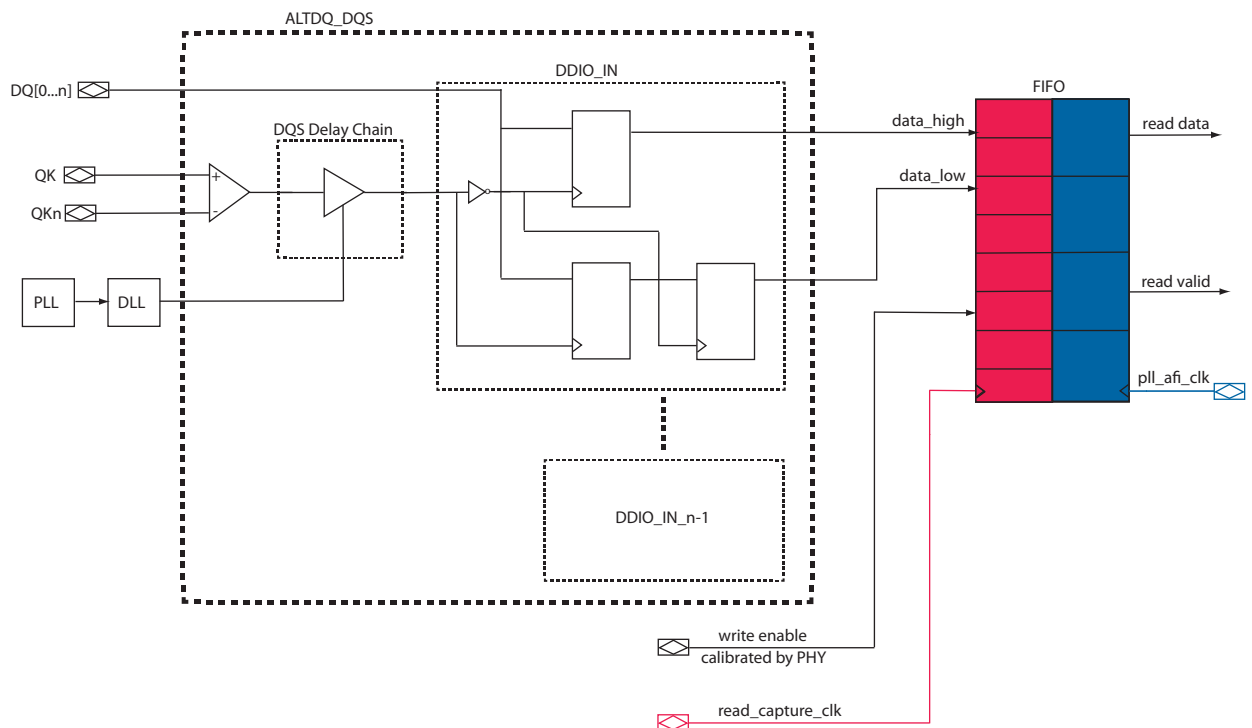 ALTDQ_DQS
DDIO_IN
FIFO
DQ[0...n]
data_high
read data
DQS Delay Chain
QK
+
data_low
QKn
-
PLL
DLL
read valid
pll_afi_clk
DDIO_IN_n-1
write enable
calibrated by PHY
read_capture_clk